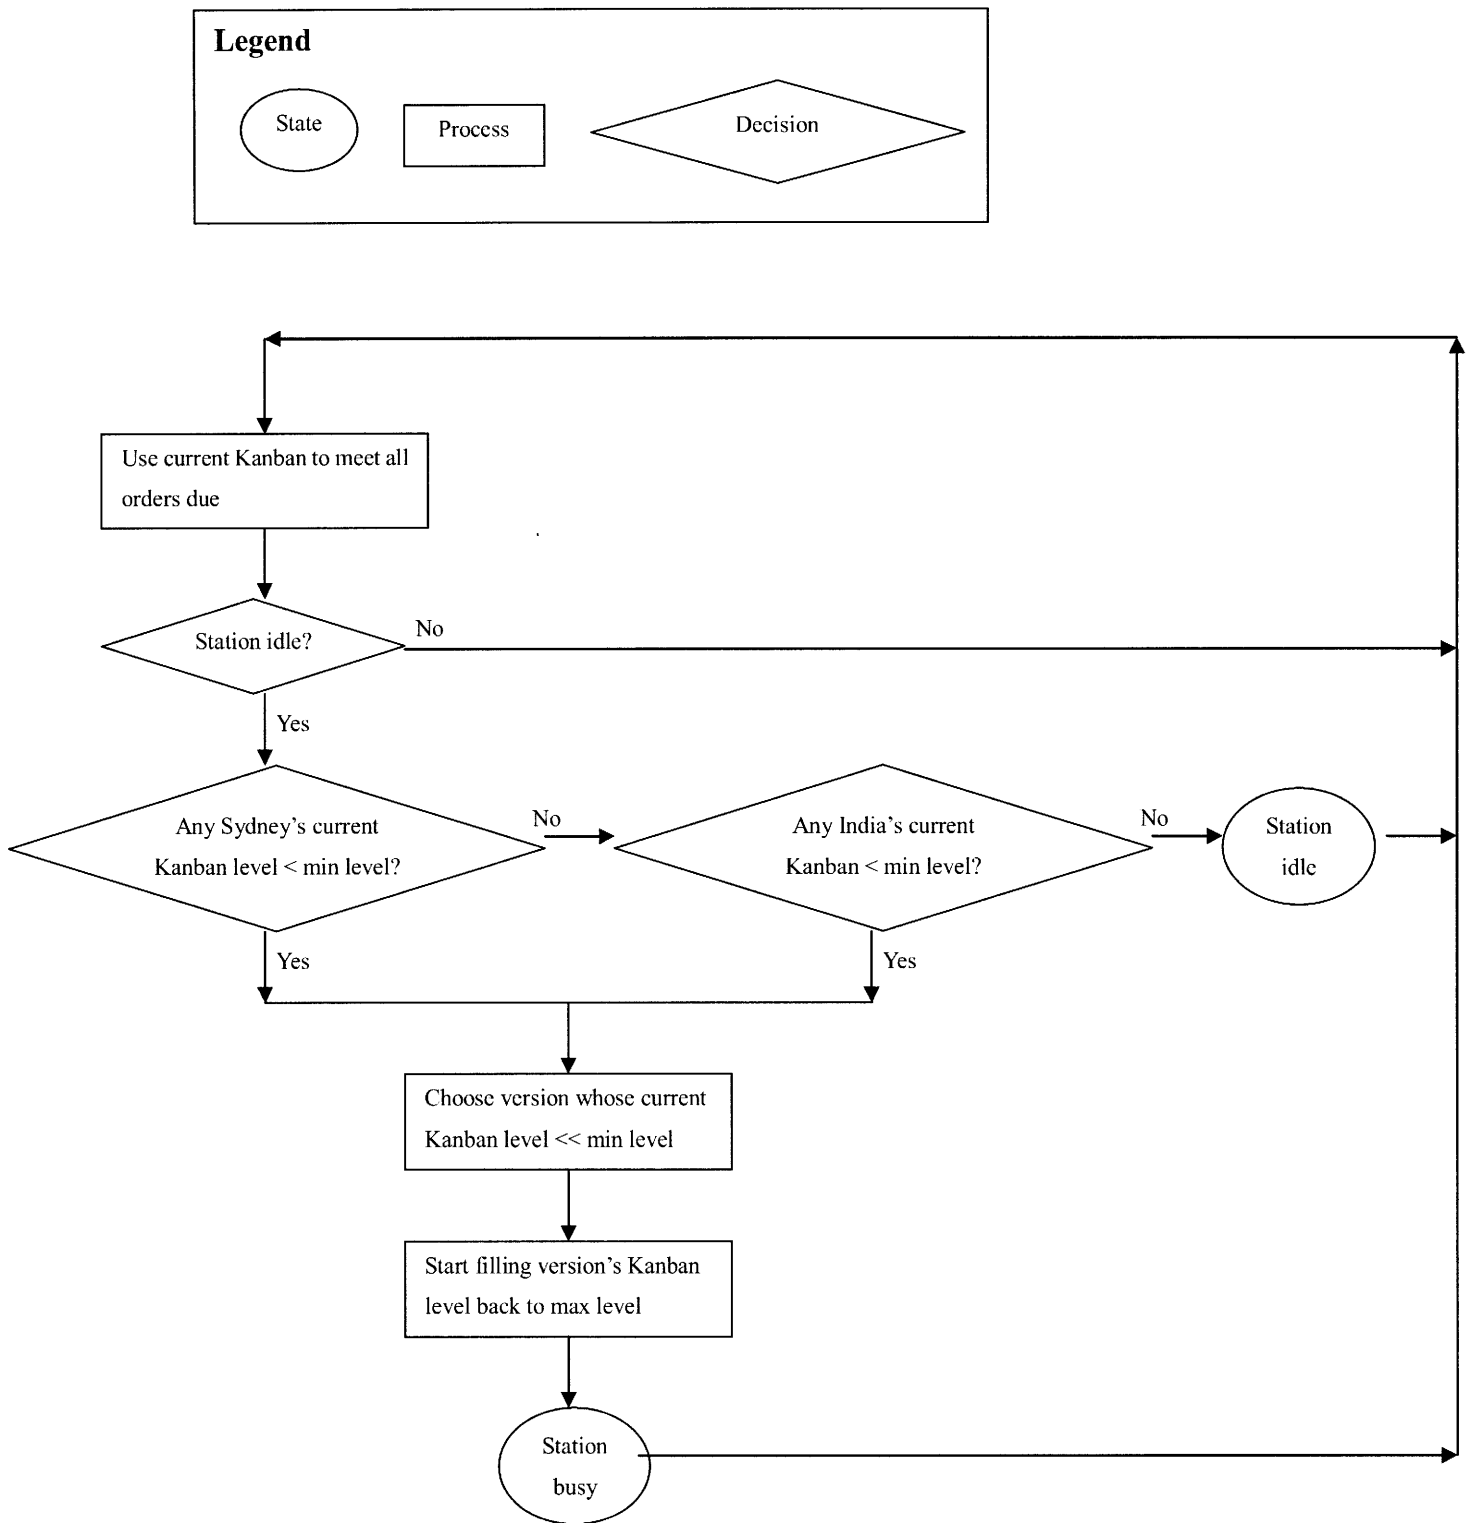 Legend
State
Process
Decision
Use current Kanban to meet all
orders due
Station idle?
No
Yes
Any Sydney's current
Kanban level < min level?
No
Any India's current
Kanban < min level?
No
Station
idle
Yes
Yes
Choose version whose current
Kanban level << min level
Start filling version's Kanban
level back to max level
Station
busy